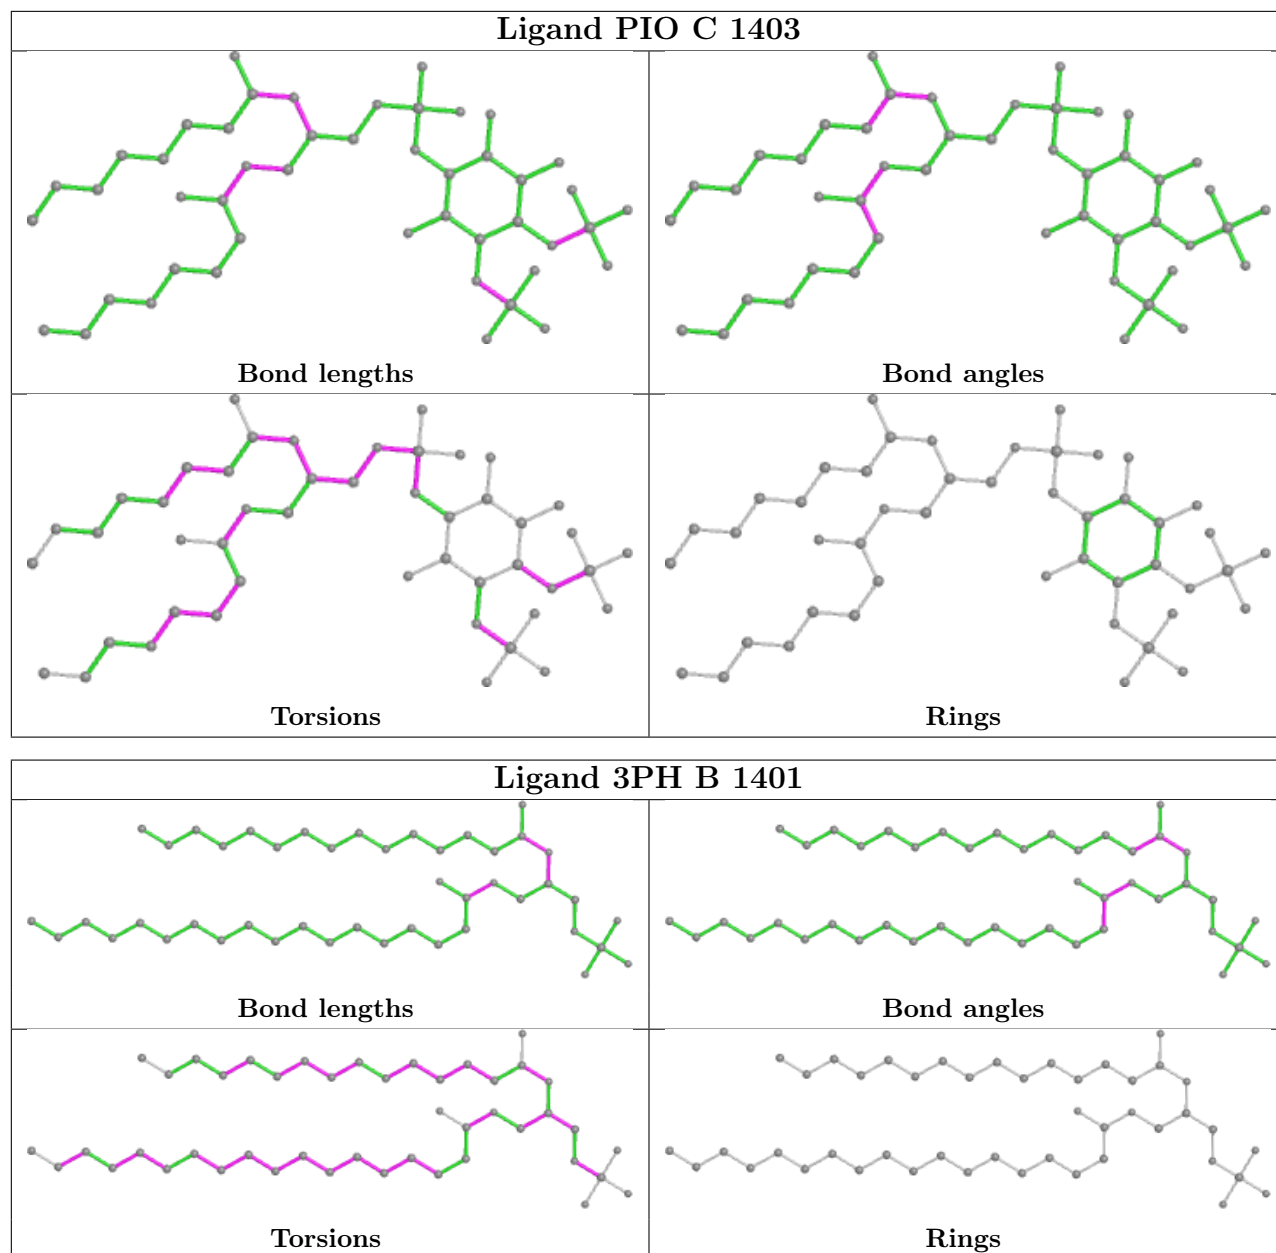 Ligand PIO C 1403
Bond lengths
Bond angles
Torsions
Rings
Ligand 3PH B 1401
Bond lengths
Bond angles
Torsions
Rings